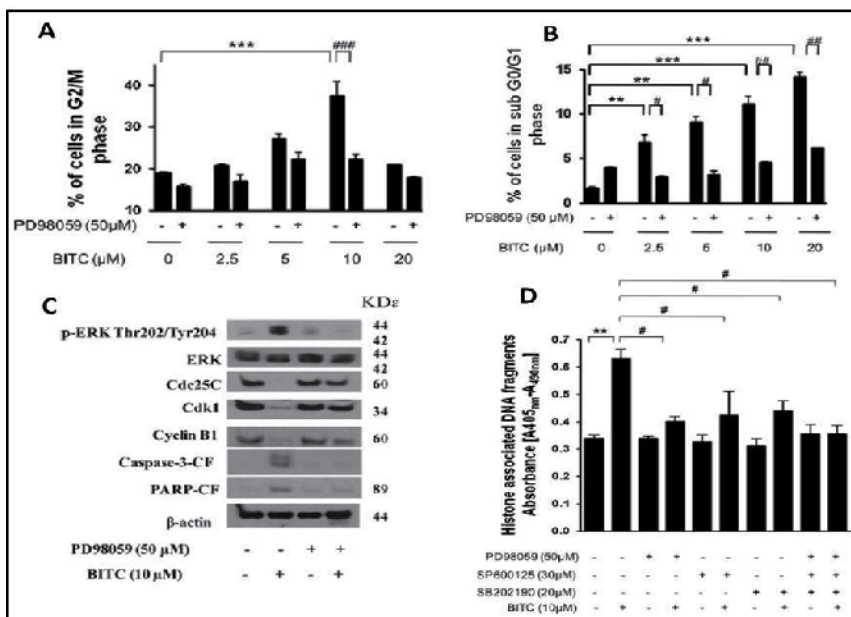 A
% of cells in G2/M
phase
40
30
20
10
*** ###
- + - + - + - + - +
PD98059 (50µM)
BITC (µM)
0 2.5 5 10 20
B
% of cells in sub G0/G1
phase
15
10
5
0
*** ##
*** ##
** #
** #
- + - + - + - + - +
PD98059 (50µM)
BITC (µM)
0 2.5 5 10 20
C
KDε
p-ERK Thr202/Tyr204 44
42
ERK 44
42
Cdc25C 60
Cdk1 34
Cyclin B1 60
Caspase-3-CF
PARP-CF 89
β-actin 44
PD98059 (50 µM) - - + +
BITC (10 µM) - + - +
D
Histone associated DNA fragments
Absorbance [A405nm-A490nm]
0.7
0.6
0.5
0.4
0.3
0.2
0.1
0.0
#
#
#
** #
PD98059 (50µM) - - + + - - - - + +
SP600125 (30µM) - - - - + + - - + +
SB202190 (20µM) - - - - - - + + + +
BITC (10µM) - + - + - + - + - +